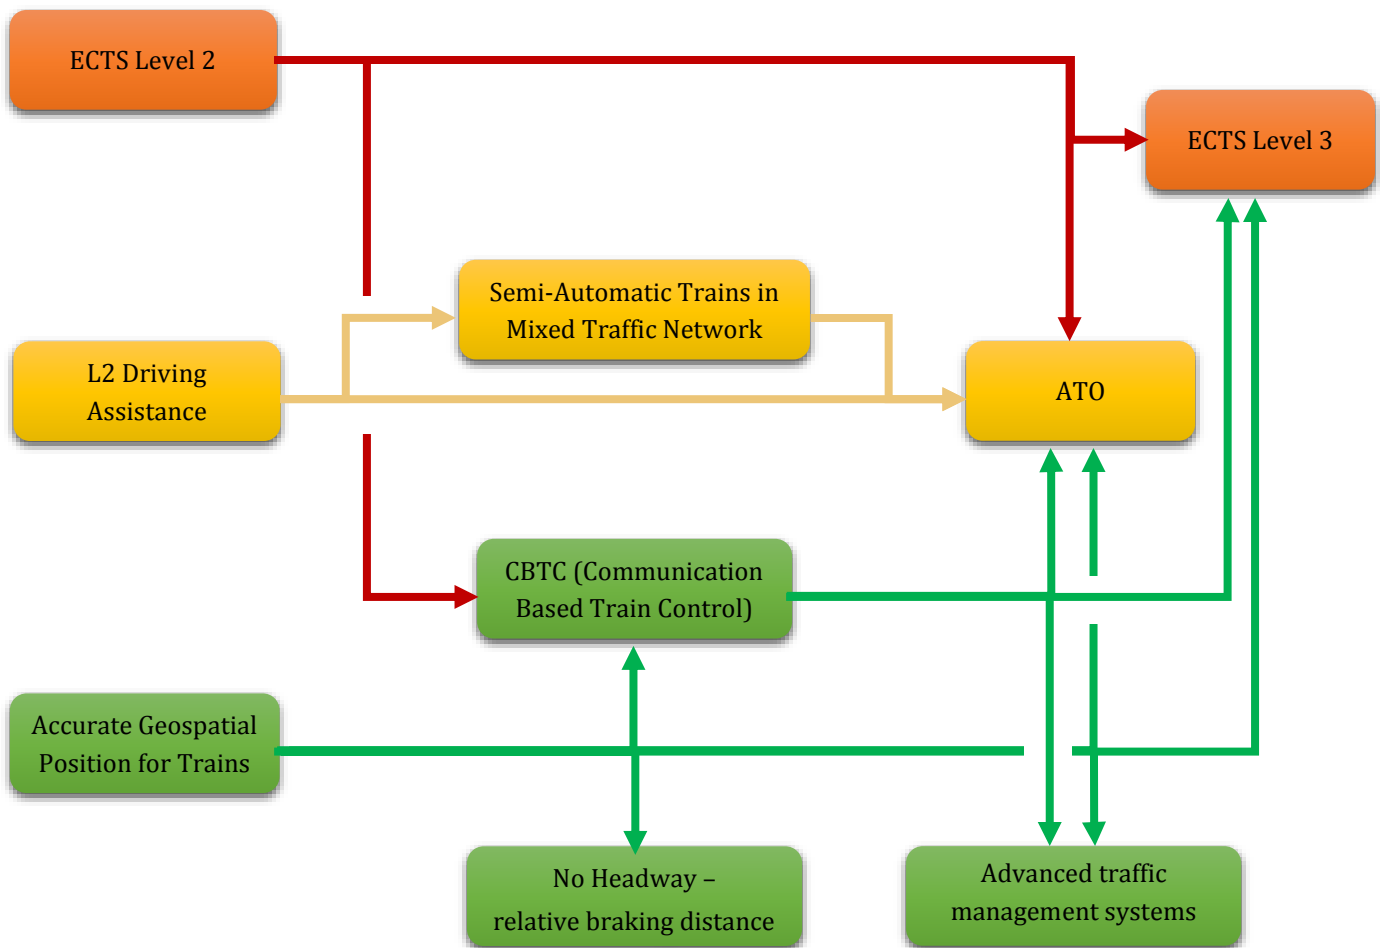 ECTS Level 2
ECTS Level 3
Semi-Automatic Trains in
Mixed Traffic Network
L2 Driving
Assistance
ATO
CBTC (Communication
Based Train Control)
Accurate Geospatial
Position for Trains
No Headway –
relative braking distance
Advanced traffic
management systems